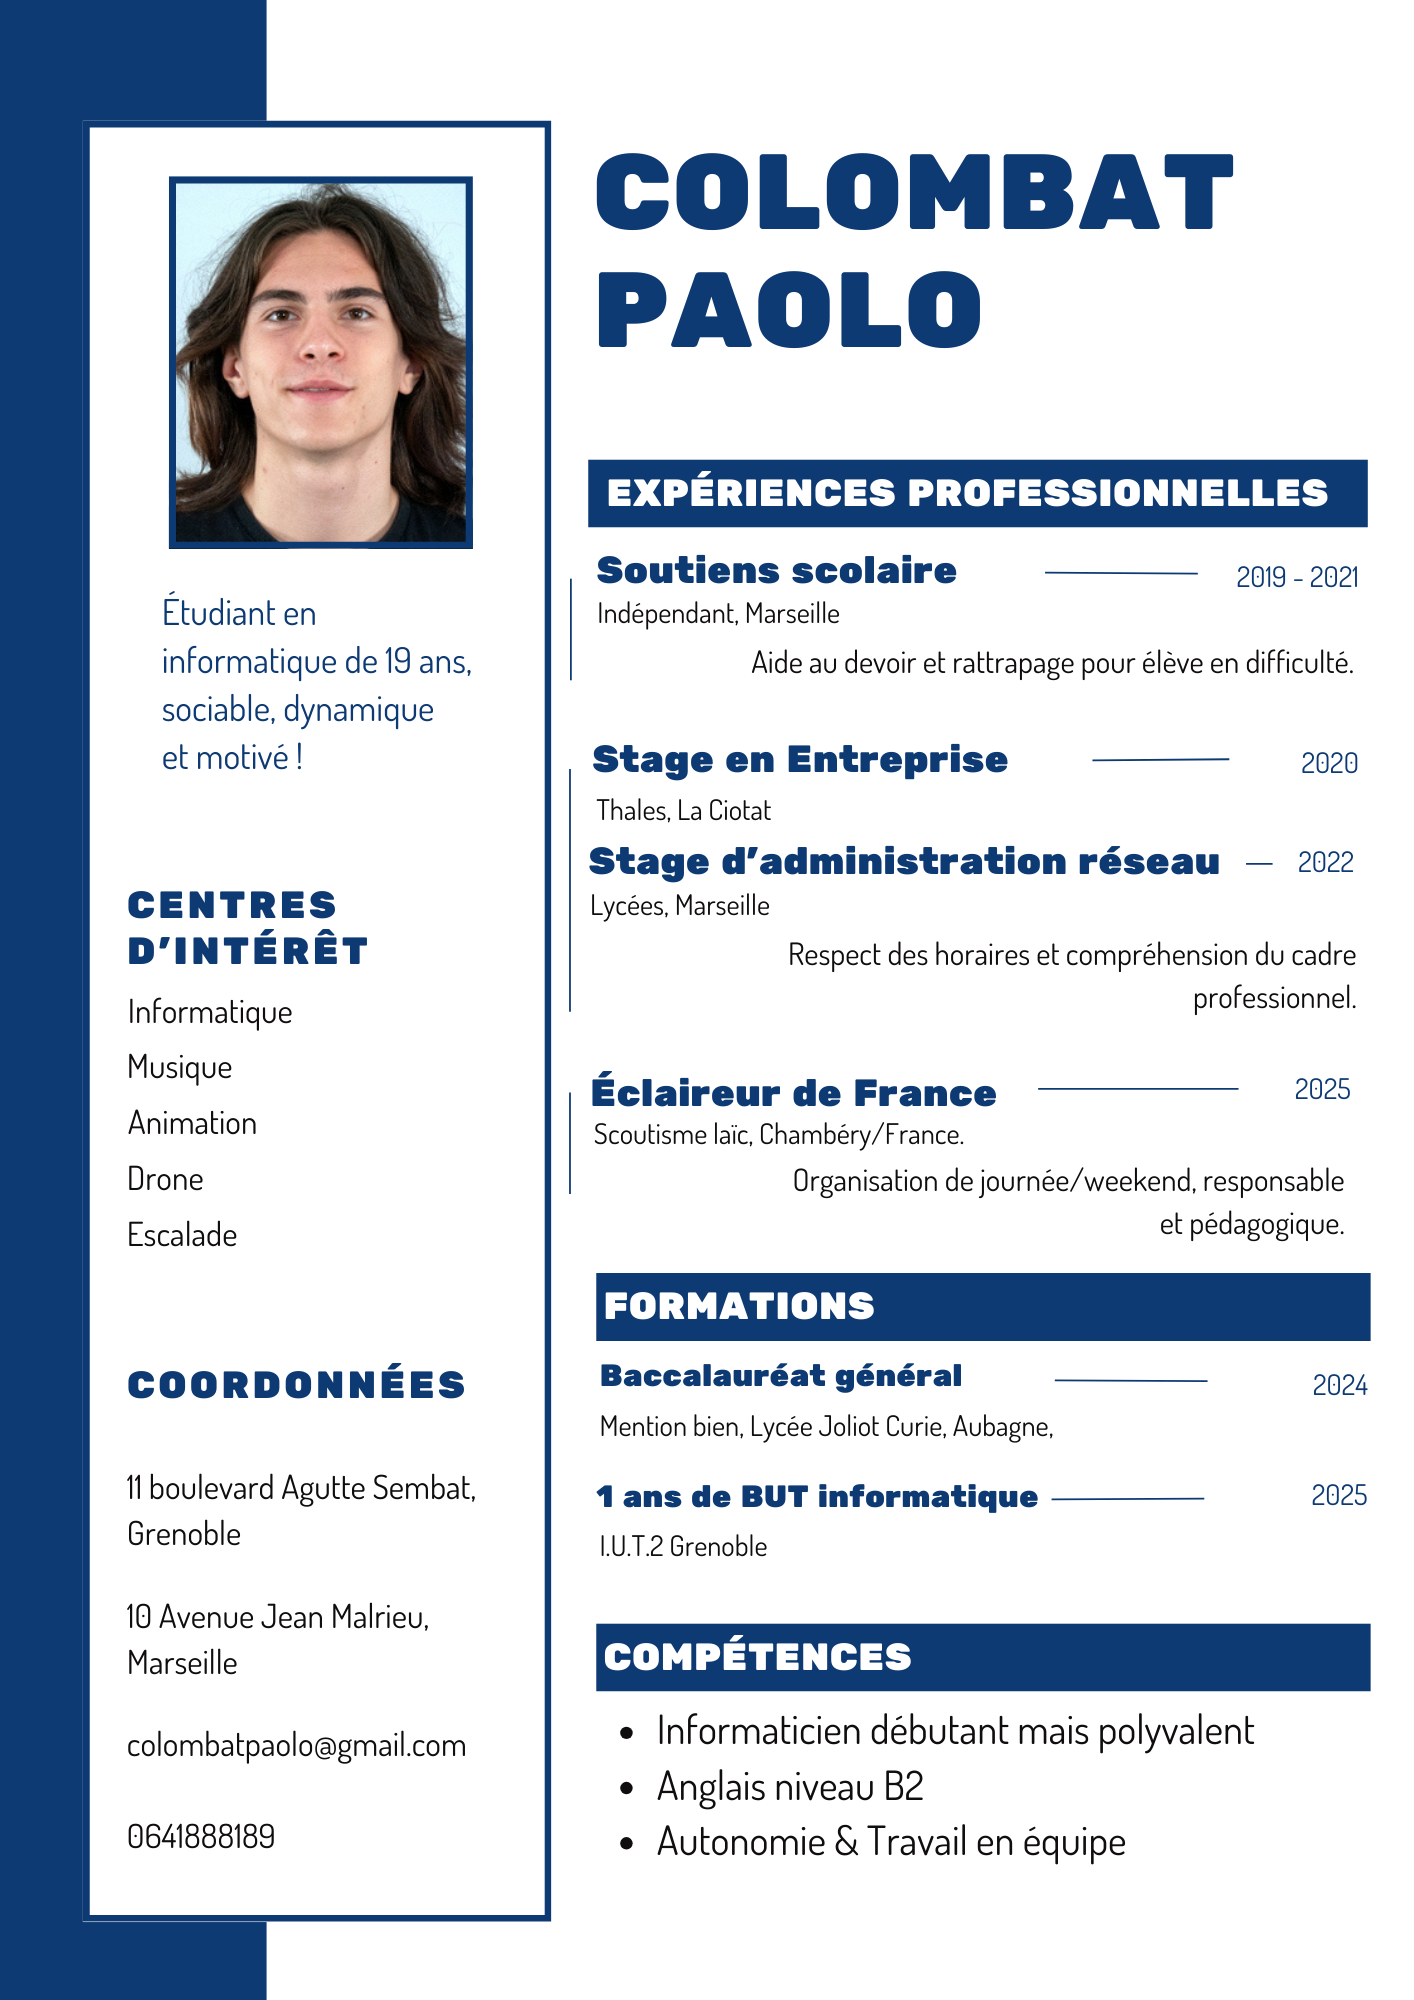 COLOMBAT
PAOLO
Étudiant en
informatique de 19 ans,
sociable, dynamique
et motivé !
CENTRES
D’INTÉRÊT
Informatique
Musique
Animation
Drone
Escalade
COORDONNÉES
11 boulevard Agutte Sembat,
Grenoble
10 Avenue Jean Malrieu,
Marseille
colombatpaolo@gmail.com
0641888189
EXPÉRIENCES PROFESSIONNELLES
Soutiens scolaire 2019 - 2021
Indépendant, Marseille
Aide au devoir et rattrapage pour élève en difficulté.
Stage en Entreprise 2020
Thales, La Ciotat
Stage d’administration réseau 2022
Lycées, Marseille
Respect des horaires et compréhension du cadre
professionnel.
Éclaireur de France 2025
Scoutisme laïc, Chambéry/France.
Organisation de journée/weekend, responsable
et pédagogique.
FORMATIONS
Baccalauréat général 2024
Mention bien, Lycée Joliot Curie, Aubagne,
1 ans de BUT informatique 2025
I.U.T.2 Grenoble
COMPÉTENCES
• Informaticien débutant mais polyvalent
• Anglais niveau B2
• Autonomie & Travail en équipe